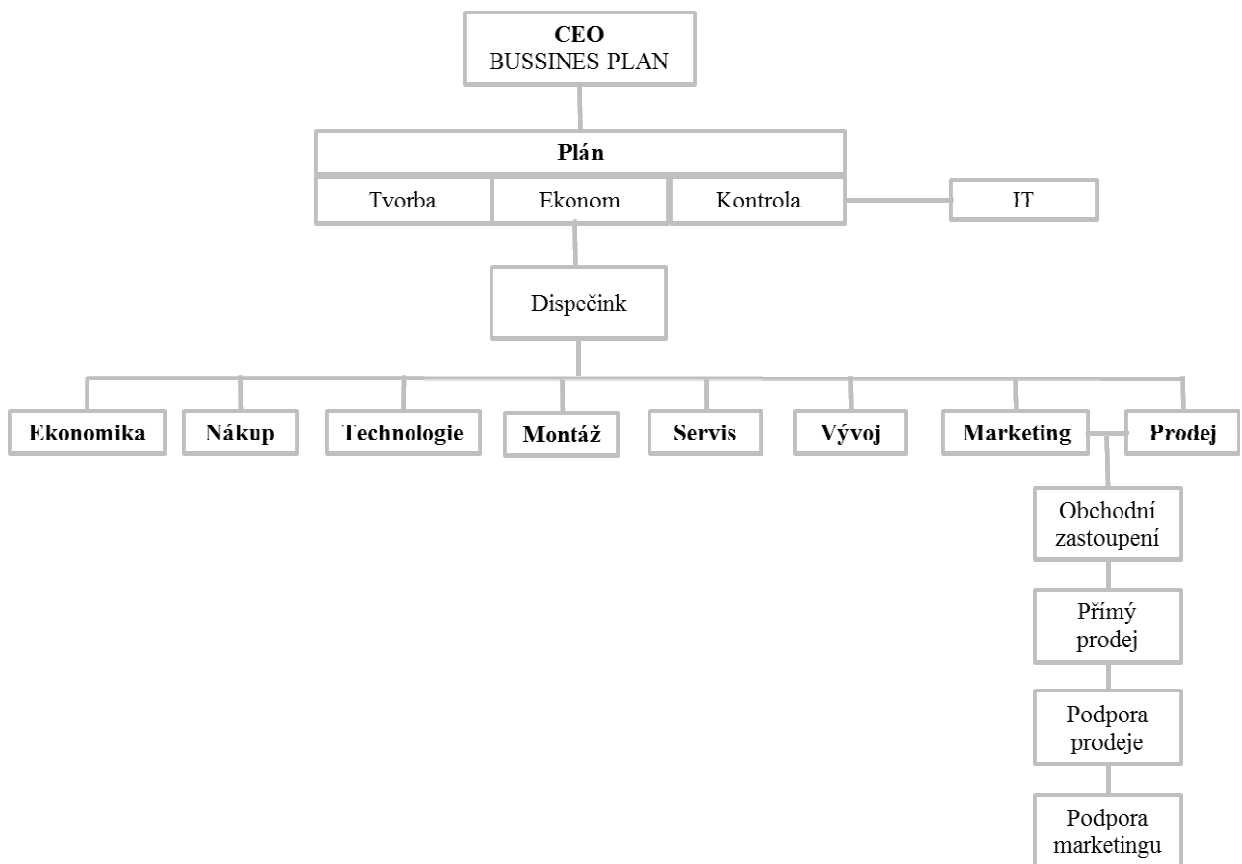 CEO
BUSSINES PLAN
Plán
Tvorba
Ekonom
Kontrola
IT
Dispečink
Ekonomika
Nákup
Technologie
Montáž
Servis
Vývoj
Marketing
Prodej
Obchodní
zastoupení
Přímý
prodej
Podpora
prodeje
Podpora
marketingu